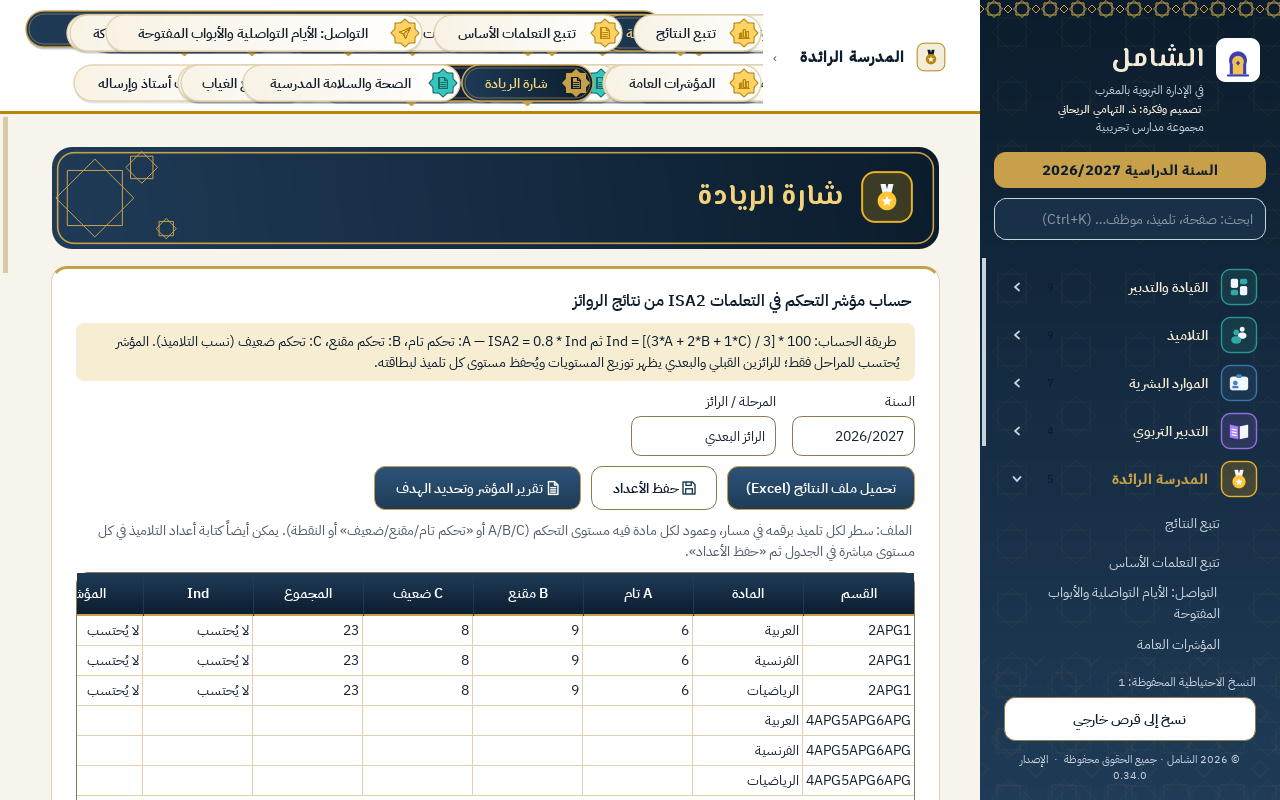 الشامل
في الإدارة التربوية بالمغرب
تصميم وفكرة: ذ. التهامي الريحاني
مجموعة مدارس تجريبية
السنة الدراسية 2026/2027
ابحث: صفحة، تلميذ، موظف... (Ctrl+K)
القيادة والتدبير
التلاميذ 9
الموارد البشرية 7
التدبير التربوي 4
المدرسة الرائدة 5
تتبع النتائج
تتبع التعلمات الأساس
التواصل: الأيام التواصلية والأبواب
المفتوحة
المؤشرات العامة
النسخ الاحتياطية المحفوظة: 1
نسخ إلى قرص خارجي
© 2026 الشامل · جميع الحقوق محفوظة · الإصدار
0.34.0
المدرسة الرائدة ›
تتبع النتائج
تتبع التعلمات الأساس
التواصل: الأيام التواصلية والأبواب المفتوحة
المؤشرات العامة
شارة الريادة
الصحة والسلامة المدرسية
الغياب
أستاذ وإرساله
شارة الريادة
حساب مؤشر التحكم في التعلمات ISA2 من نتائج الروائز
طريقة الحساب: Ind = [(3*A + 2*B + 1*C) / 3] * 100 ثم ISA2 = 0.8 * Ind — A: تحكم تام، B: تحكم مقنع، C: تحكم ضعيف (نسب التلاميذ). المؤشر
يُحتسب للمراحل فقط؛ للرائزين القبلي والبعدي يظهر توزيع المستويات ويُحفظ مستوى كل تلميذ لبطاقته.
السنة
المرحلة / الرائز
2026/2027
الرائز البعدي
تحميل ملف النتائج (Excel)
حفظ الأعداد
تقرير المؤشر وتحديد الهدف
الملف: سطر لكل تلميذ برقمه في مسار، وعمود لكل مادة فيه مستوى التحكم (A/B/C أو «تحكم تام/مقنع/ضعيف» أو النقطة). يمكن أيضاً كتابة أعداد التلاميذ في كل
مستوى مباشرة في الجدول ثم «حفظ الأعداد».
القسم المادة A تام B مقنع C ضعيف المجموع Ind المؤش
2APG1 العربية 6 9 8 23 لا يُحتسب لا يُحتسب
2APG1 الفرنسية 6 9 8 23 لا يُحتسب لا يُحتسب
2APG1 الرياضيات 6 9 8 23 لا يُحتسب لا يُحتسب
4APG5APG6APG العربية
4APG5APG6APG الفرنسية
4APG5APG6APG الرياضيات